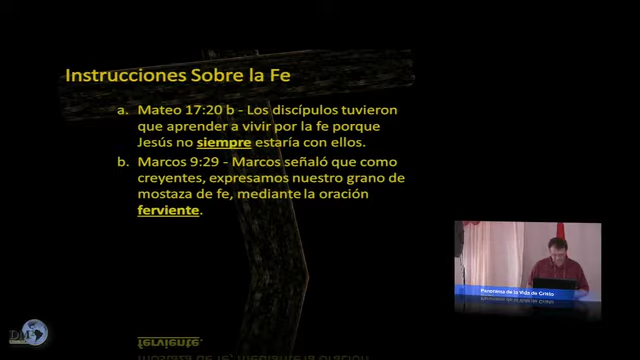 Instrucciones Sobre la Fe
a. Mateo 17:20 b - Los discípulos tuvieron
que aprender a vivir por la fe porque
Jesús no siempre estaría con ellos.
b. Marcos 9:29 - Marcos señaló que como
creyentes, expresamos nuestro grano de
mostaza de fe, mediante la oración
ferviente.
Panorama de la Vida de Cristo
DM